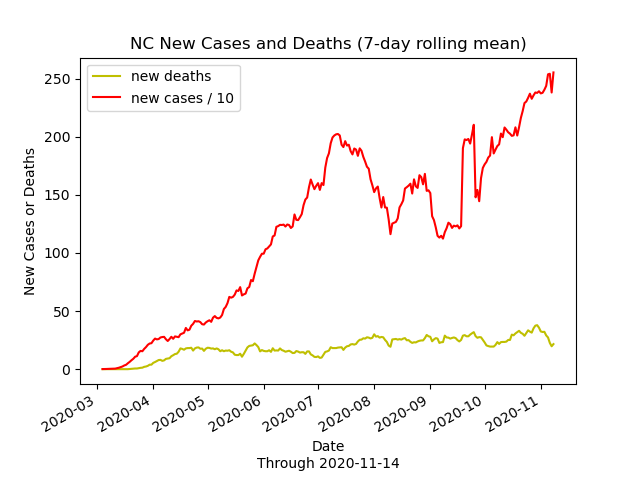 NC New Cases and Deaths (7-day rolling mean)
new deaths
new cases / 10
250
200
150
100
50
0
New Cases or Deaths
2020-03
2020-04
2020-05
2020-06
2020-07
2020-08
2020-09
2020-10
2020-11
Date
Through 2020-11-14